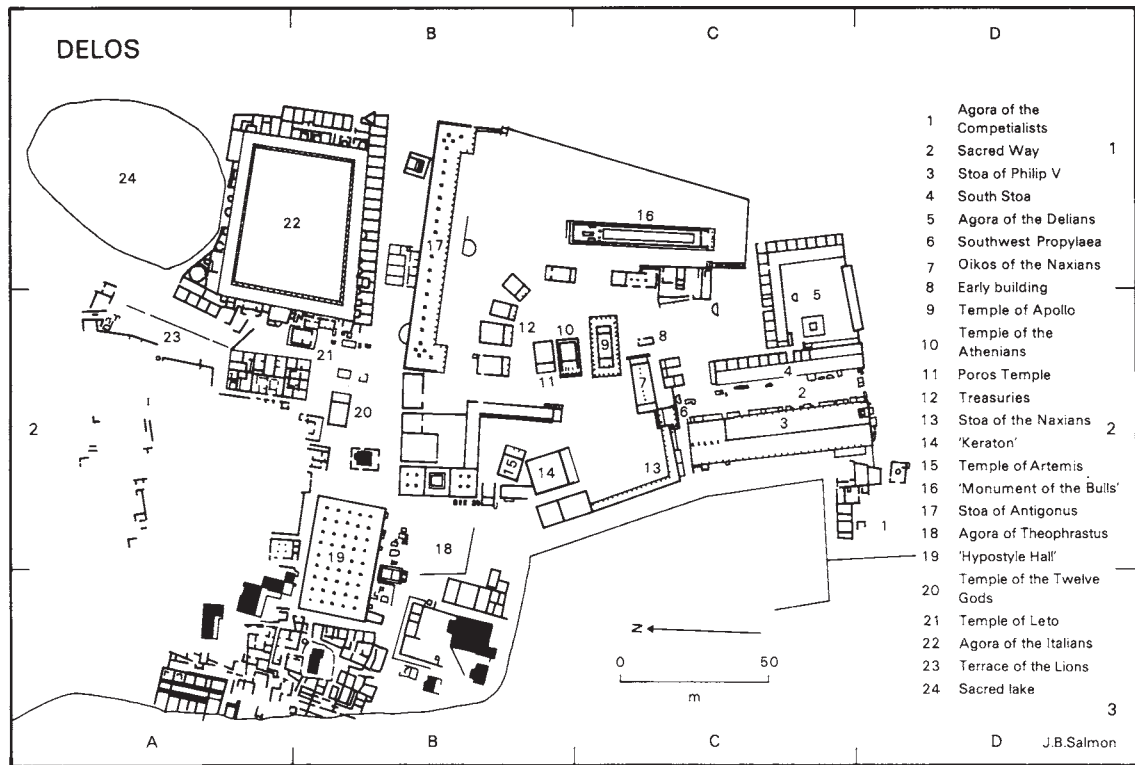 B
C
D
DELOS
1 Agora of the
Competialists
1
2 Sacred Way
3 Stoa of Philip V
4 South Stoa
5 Agora of the Delians
6 Southwest Propylaea
7 Oikos of the Naxians
8 Early building
9 Temple of Apollo
10 Temple of the
Athenians
11 Poros Temple
12 Treasuries
2
13 Stoa of the Naxians
14 'Keraton'
15 Temple of Artemis
16 'Monument of the Bulls'
17 Stoa of Antigonus
18 Agora of Theophrastus
19 'Hypostyle Hall'
20 Temple of the Twelve
Gods
21 Temple of Leto
22 Agora of the Italians
23 Terrace of the Lions
24 Sacred lake
3
J.B.Salmon
24
22
17
16
5
23
21
12
10
9
8
11
7
4
20
6
2
3
2
15
14
13
1
19
18
N
0 50
m
A
B
C
D